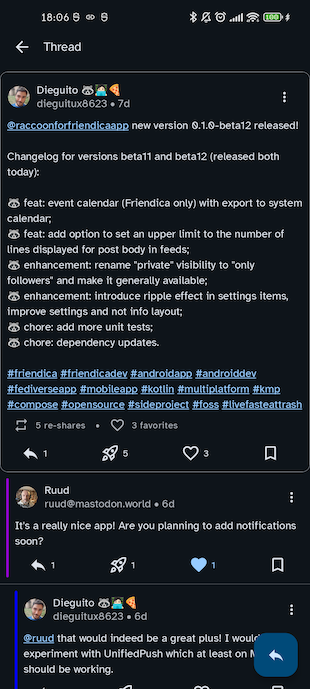 18:06
100
Thread
Dieguito 🦝🧑🏻‍💻🍕
dieguitux8623 • 7d
@raccoonforfriendicaapp new version 0.1.0-beta12 released!
Changelog for versions beta11 and beta12 (released both
today):
🦝 feat: event calendar (Friendica only) with export to system
calendar;
🦝 feat: add option to set an upper limit to the number of
lines displayed for post body in feeds;
🦝 enhancement: rename "private" visibility to "only
followers" and make it generally available;
🦝 enhancement: introduce ripple effect in settings items,
improve settings and not info layout;
🦝 chore: add more unit tests;
🦝 chore: dependency updates.
#friendica #friendicadev #androidapp #androiddev
#fediverseapp #mobileapp #kotlin #multiplatform #kmp
#compose #opensource #sideproject #foss #livefasteattrash
5 re-shares • 3 favorites
1 5 3
Ruud
ruud@mastodon.world • 6d
It's a really nice app! Are you planning to add notifications
soon?
1 1 1
Dieguito 🦝🧑🏻‍💻🍕
dieguitux8623 • 6d
@ruud that would indeed be a great plus! I would
experiment with UnifiedPush which at least on
should be working.